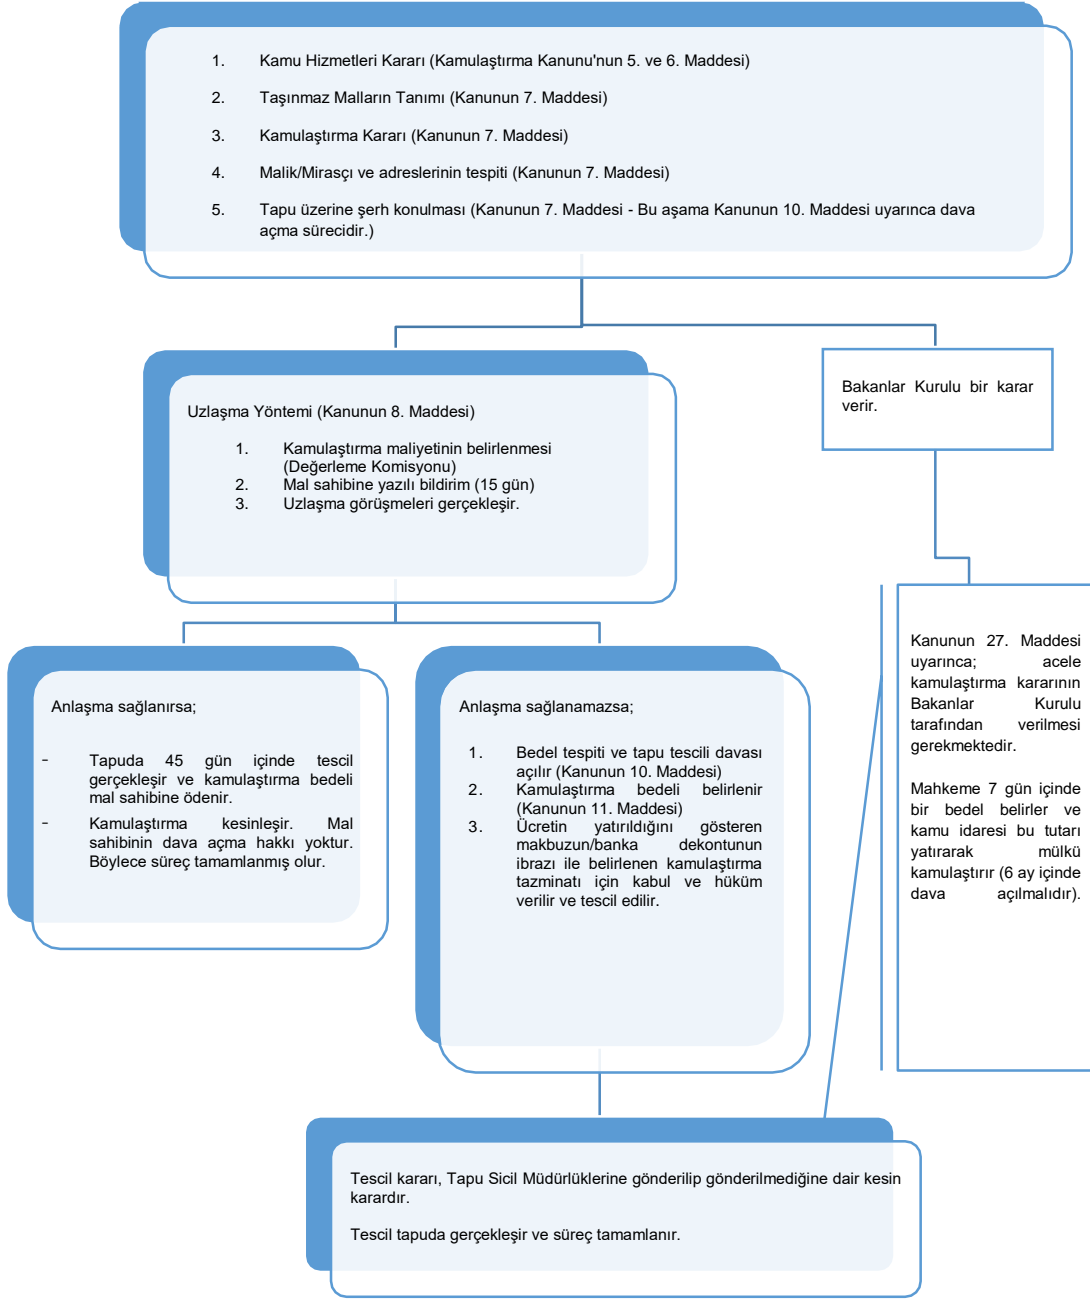 1. Kamu Hizmetleri Kararı (Kamulaştırma Kanunu'nun 5. ve 6. Maddesi)
2. Taşınmaz Malların Tanımı (Kanunun 7. Maddesi)
3. Kamulaştırma Kararı (Kanunun 7. Maddesi)
4. Malik/Mirasçı ve adreslerinin tespiti (Kanunun 7. Maddesi)
5. Tapu üzerine şerh konulması (Kanunun 7. Maddesi - Bu aşama Kanunun 10. Maddesi uyarınca dava
açma sürecidir.)
Uzlaşma Yöntemi (Kanunun 8. Maddesi)
1. Kamulaştırma maliyetinin belirlenmesi
(Değerleme Komisyonu)
2. Mal sahibine yazılı bildirim (15 gün)
3. Uzlaşma görüşmeleri gerçekleşir.
Bakanlar Kurulu bir karar
verir.
Anlaşma sağlanırsa;
- Tapuda 45 gün içinde tescil
gerçekleşir ve kamulaştırma bedeli
mal sahibine ödenir.
- Kamulaştırma kesinleşir. Mal
sahibinin dava açma hakkı yoktur.
Böylece süreç tamamlanmış olur.
Anlaşma sağlanamazsa;
1. Bedel tespiti ve tapu tescili davası
açılır (Kanunun 10. Maddesi)
2. Kamulaştırma bedeli belirlenir
(Kanunun 11. Maddesi)
3. Ücretin yatırıldığını gösteren
makbuzun/banka dekontunun
ibrazı ile belirlenen kamulaştırma
tazminatı için kabul ve hüküm
verilir ve tescil edilir.
Kanunun 27. Maddesi
uyarınca; acele
kamulaştırma kararının
Bakanlar Kurulu
tarafından verilmesi
gerekmektedir.
Mahkeme 7 gün içinde
bir bedel belirler ve
kamu idaresi bu tutarı
yatırarak mülkü
kamulaştırır (6 ay içinde
dava açılmalıdır).
Tescil kararı, Tapu Sicil Müdürlüklerine gönderilip gönderilmediğine dair kesin
karardır.
Tescil tapuda gerçekleşir ve süreç tamamlanır.